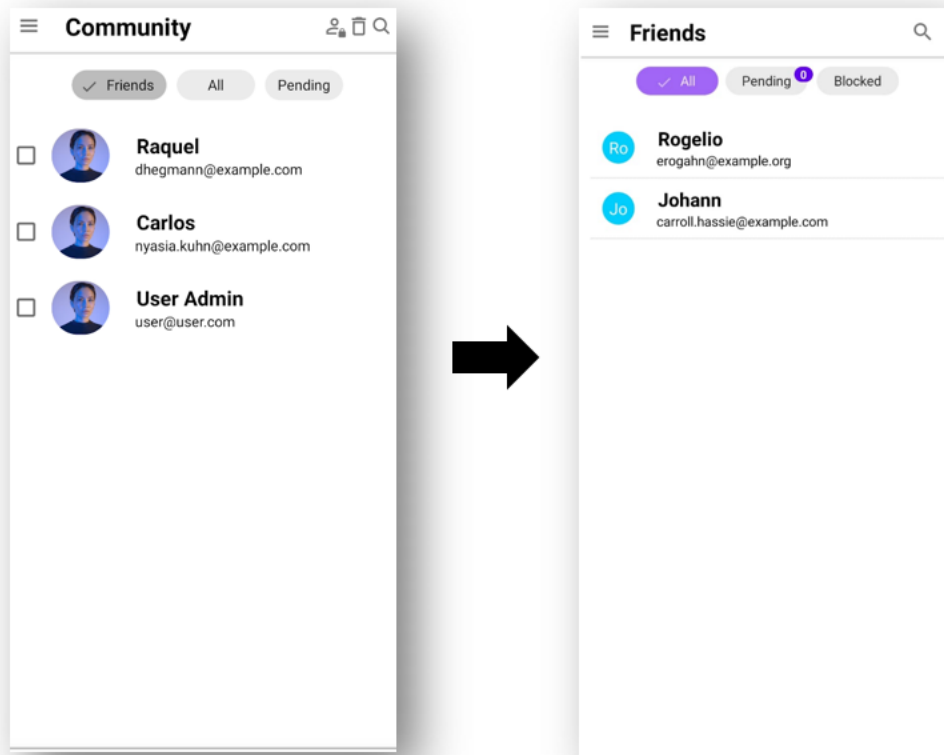 Community
Friends
All
Pending
Raquel
dhegmann@example.com
Carlos
nyasia.kuhn@example.com
User Admin
user@user.com
Friends
All
Pending
0
Blocked
Ro
Rogelio
erogahn@example.org
Jo
Johann
carroll.hassie@example.com